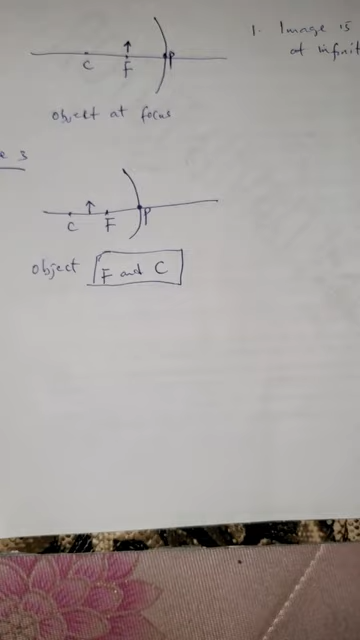 1. Image is
at infinit
C F P
object at focus
e 3
C F P
object F and C